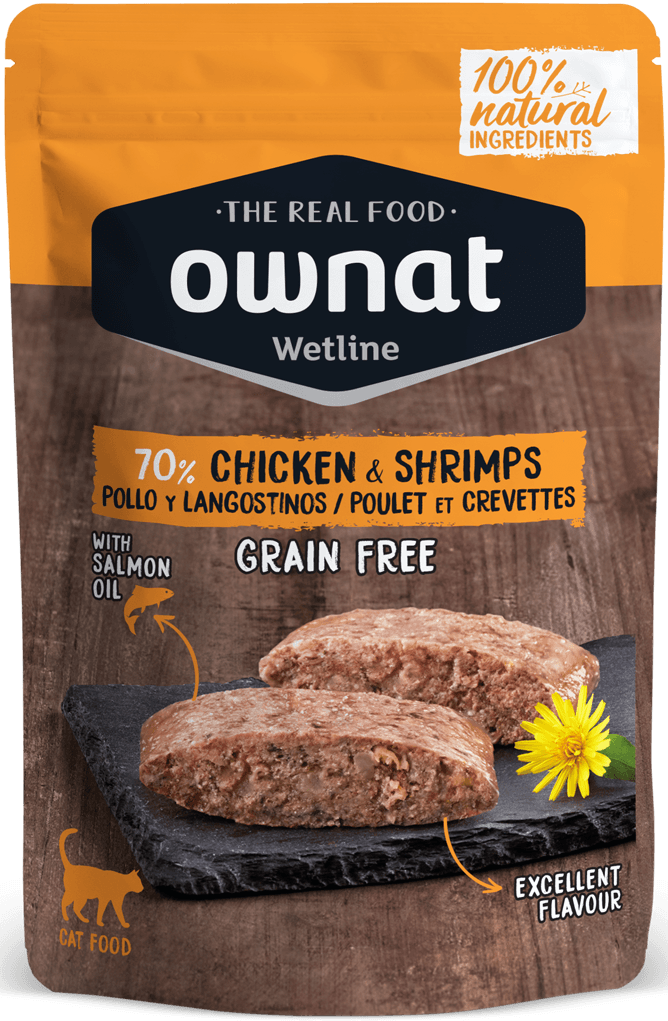 100%
natural
INGREDIENTS
·THE REAL FOOD·
ownat
Wetline
70% CHICKEN & SHRIMPS
POLLO Y LANGOSTINOS / POULET ET CREVETTES
WITH
SALMON
OIL
GRAIN FREE
EXCELLENT
FLAVOUR
CAT FOOD